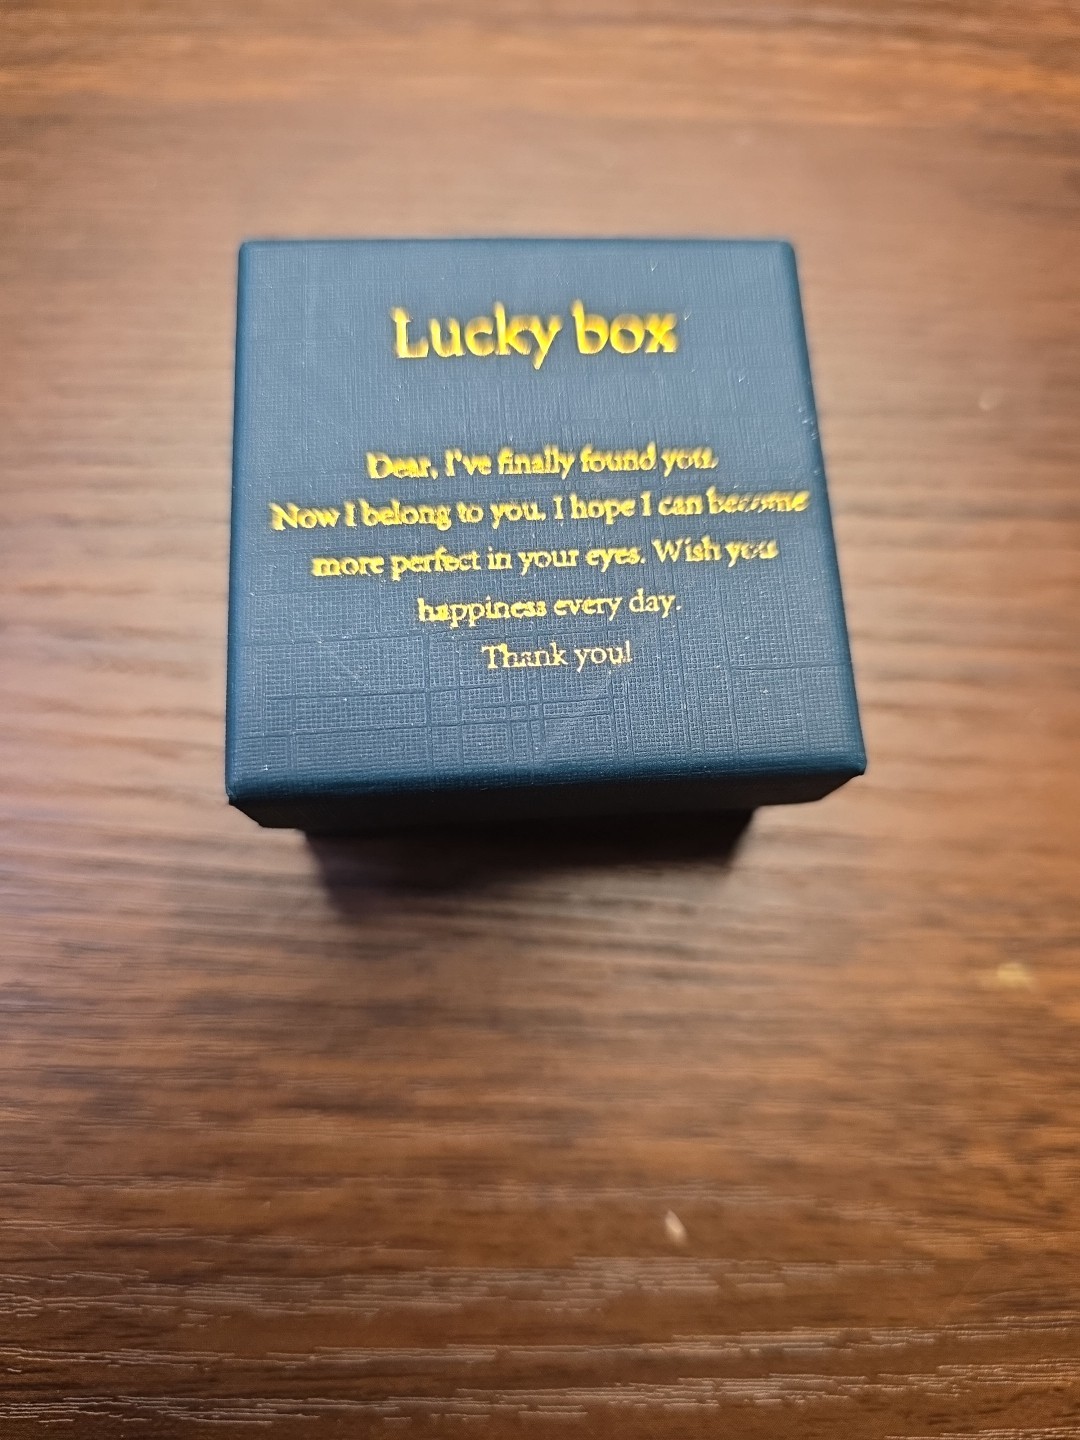 Lucky box
Dear, I've finally found you.
Now I belong to you. I hope I can become
more perfect in your eyes. Wish you
happiness every day.
Thank you!